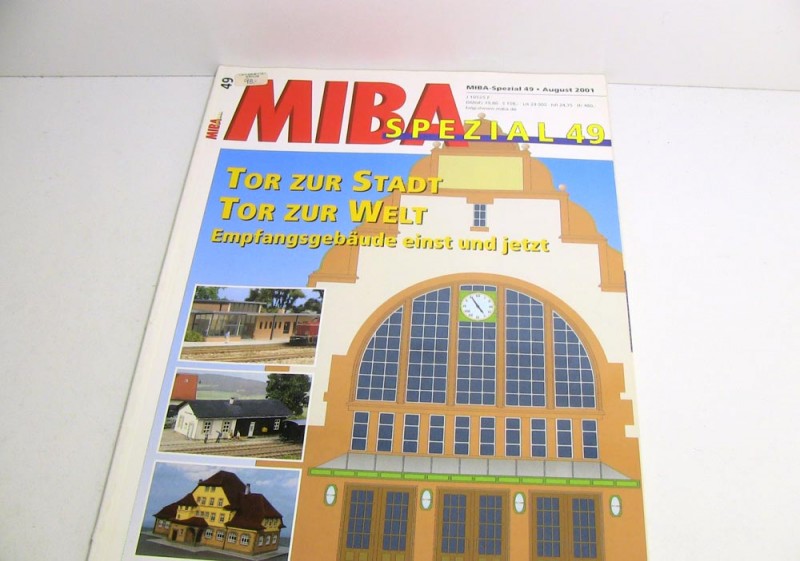 49
MIBA
MIBA
MIBA-Spezial 49 • August 2001
SPEZIAL 49
TOR ZUR STADT
TOR ZUR WELT
Empfangsgebäude einst und jetzt